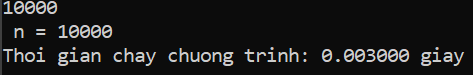 10000
n = 10000
Thoi gian chay chuong trinh: 0.003000 giay